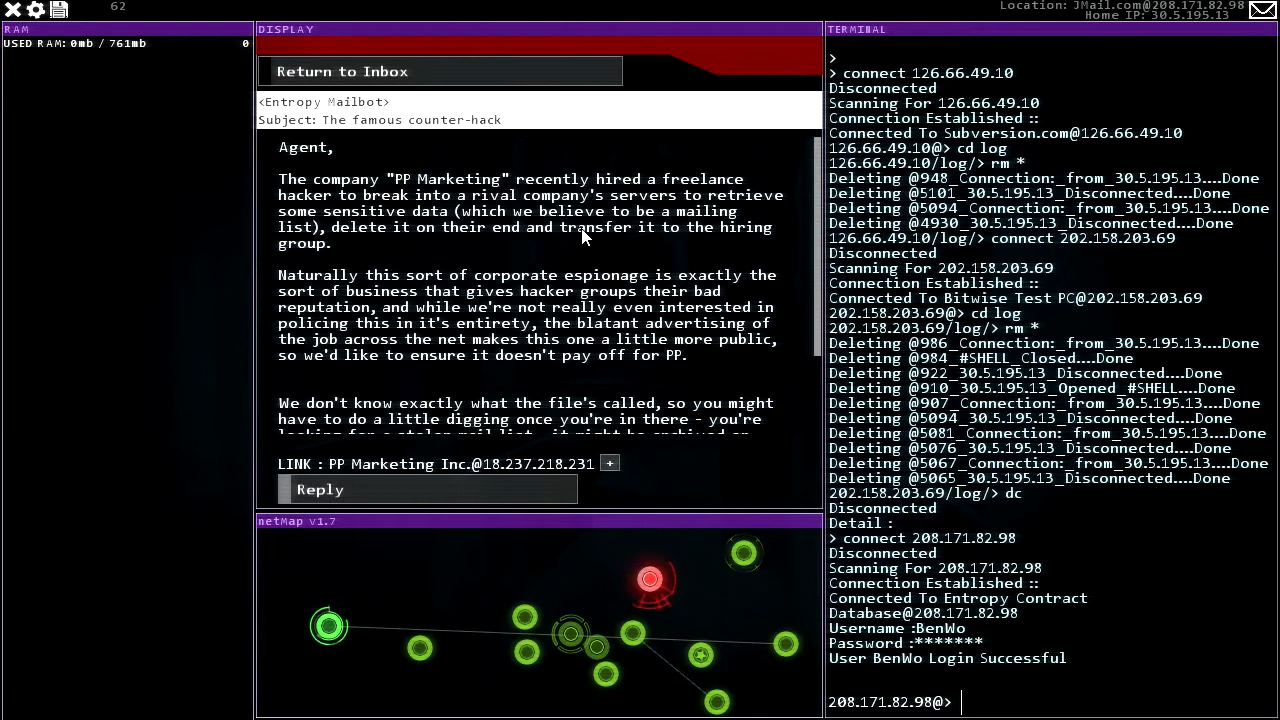 62
Location: JMail.com@208.171.82.98
Home IP: 30.5.195.13
RAM
USED RAM: 0mb / 761mb
0
DISPLAY
Return to Inbox
<Entropy Mailbot>
Subject: The famous counter-hack
Agent,
The company "PP Marketing" recently hired a freelance
hacker to break into a rival company's servers to retrieve
some sensitive data (which we believe to be a mailing
list), delete it on their end and transfer it to the hiring
group.
Naturally this sort of corporate espionage is exactly the
sort of business that gives hacker groups their bad
reputation, and while we're not really even interested in
policing this in it's entirety, the blatant advertising of
the job across the net makes this one a little more public,
so we'd like to ensure it doesn't pay off for PP.
We don't know exactly what the file's called, so you might
have to do a little digging once you're in there - you're
LINK : PP Marketing Inc.@18.237.218.231 +
Reply
netMap v1.7
TERMINAL
>
> connect 126.66.49.10
Disconnected
Scanning For 126.66.49.10
Connection Established ::
Connected To Subversion.com@126.66.49.10
126.66.49.10@> cd log
126.66.49.10/log/> rm *
Deleting @948_Connection:_from_30.5.195.13....Done
Deleting @5101_30.5.195.13_Disconnected....Done
Deleting @5094_Connection:_from_30.5.195.13....Done
Deleting @4930_30.5.195.13_Disconnected....Done
126.66.49.10/log/> connect 202.158.203.69
Disconnected
Scanning For 202.158.203.69
Connection Established ::
Connected To Bitwise Test PC@202.158.203.69
202.158.203.69@> cd log
202.158.203.69/log/> rm *
Deleting @986_Connection:_from_30.5.195.13....Done
Deleting @984_#SHELL_Closed....Done
Deleting @922_30.5.195.13_Disconnected....Done
Deleting @910_30.5.195.13_Opened_#SHELL....Done
Deleting @907_Connection:_from_30.5.195.13....Done
Deleting @5094_30.5.195.13_Disconnected....Done
Deleting @5081_Connection:_from_30.5.195.13....Done
Deleting @5076_30.5.195.13_Disconnected....Done
Deleting @5067_Connection:_from_30.5.195.13....Done
Deleting @5065_30.5.195.13_Disconnected....Done
202.158.203.69/log/> dc
Disconnected
Detail :
> connect 208.171.82.98
Disconnected
Scanning For 208.171.82.98
Connection Established ::
Connected To Entropy Contract
Database@208.171.82.98
Username :BenWo
Password :*******
User BenWo Login Successful
208.171.82.98@>